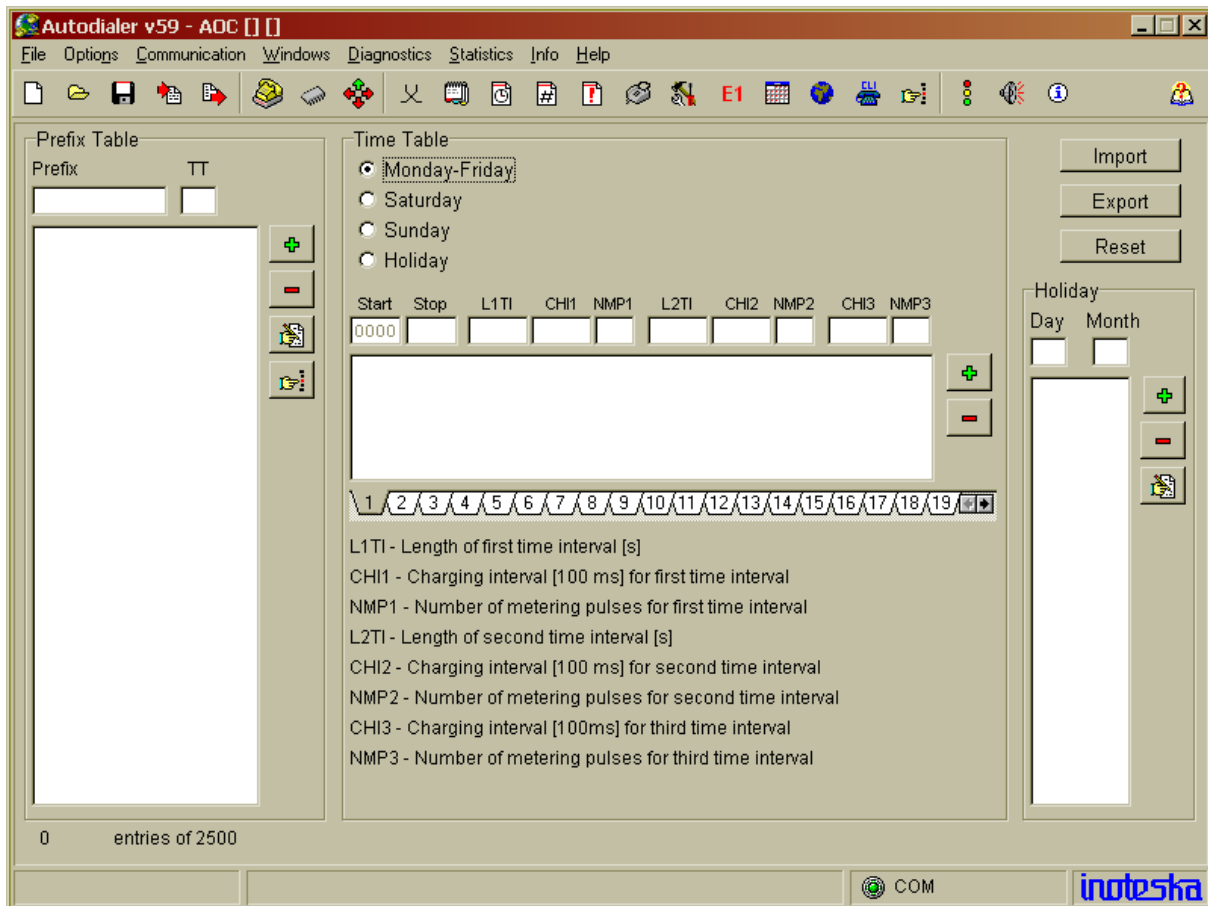 Autodialer v59 - AOC [] []
File Options Communication Windows Diagnostics Statistics Info Help
E1 CLI
Prefix Table
Prefix TT
Time Table
Monday-Friday
Saturday
Sunday
Holiday
Start Stop L1TI CHI1 NMP1 L2TI CHI2 NMP2 CHI3 NMP3
0000
1 2 3 4 5 6 7 8 9 10 11 12 13 14 15 16 17 18 19
L1TI - Length of first time interval [s]
CHI1 - Charging interval [100 ms] for first time interval
NMP1 - Number of metering pulses for first time interval
L2TI - Length of second time interval [s]
CHI2 - Charging interval [100 ms] for second time interval
NMP2 - Number of metering pulses for second time interval
CHI3 - Charging interval [100ms] for third time interval
NMP3 - Number of metering pulses for third time interval
Import
Export
Reset
Holiday
Day Month
0 entries of 2500
COM
inoteska